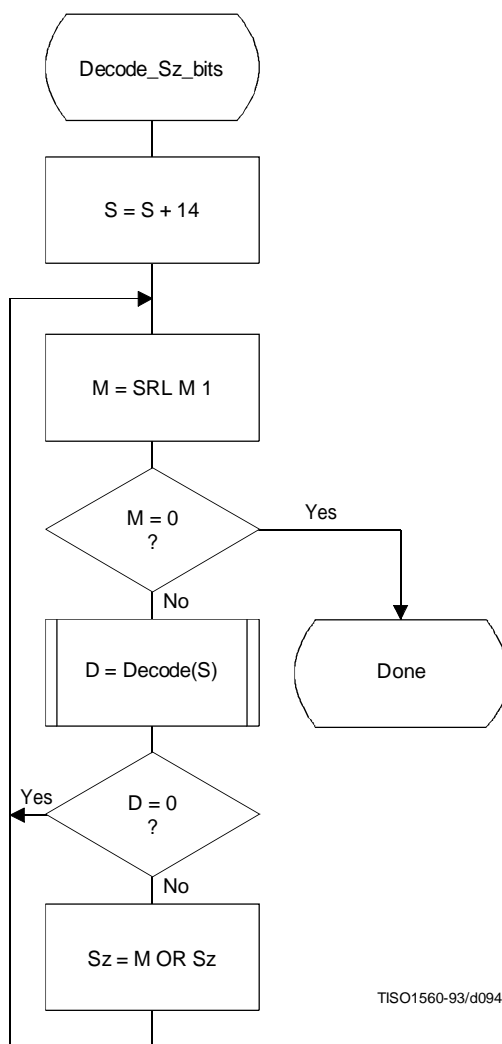 Decode_Sz_bits
S = S + 14
M = SRL M 1
M = 0
?
Yes
No
D = Decode(S)
Done
D = 0
?
Yes
No
Sz = M OR Sz
TISO1560-93/d094